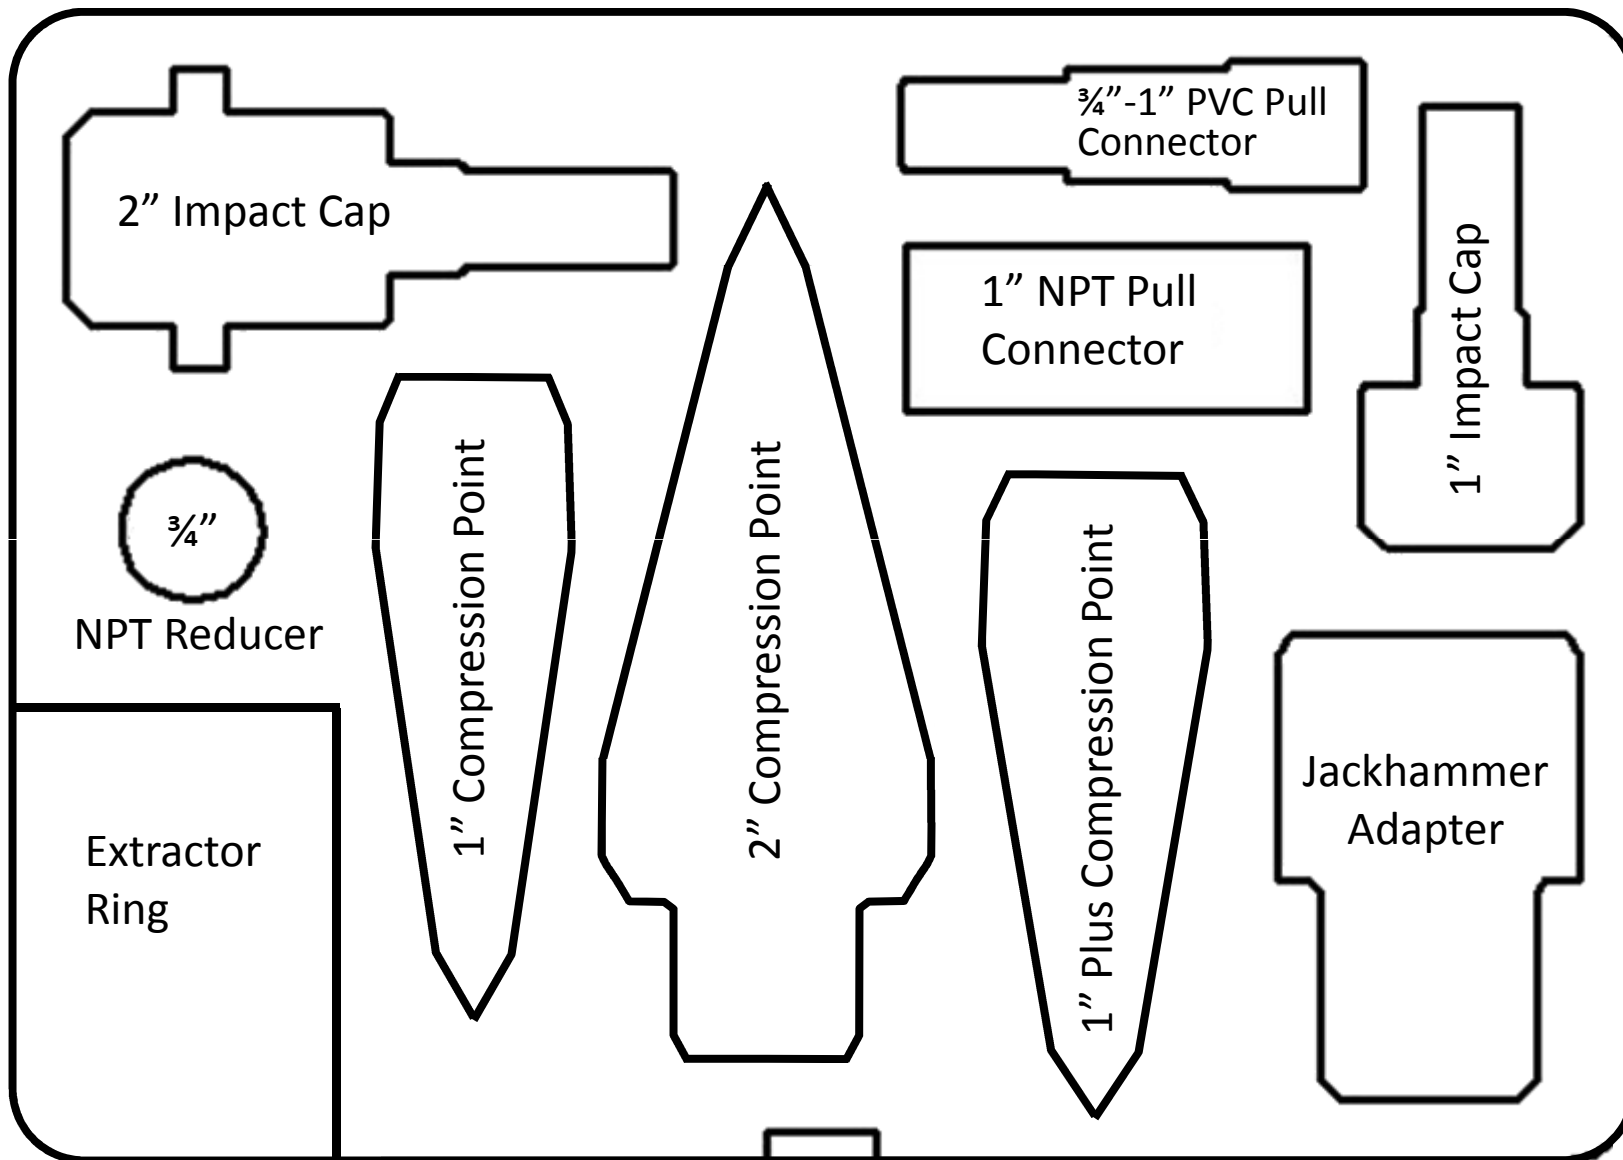 ¾”-1” PVC Pull
Connector
2” Impact Cap
1” NPT Pull
Connector
1” Impact Cap
¾”
NPT Reducer
1” Compression Point
2” Compression Point
1” Plus Compression Point
Jackhammer
Adapter
Extractor
Ring